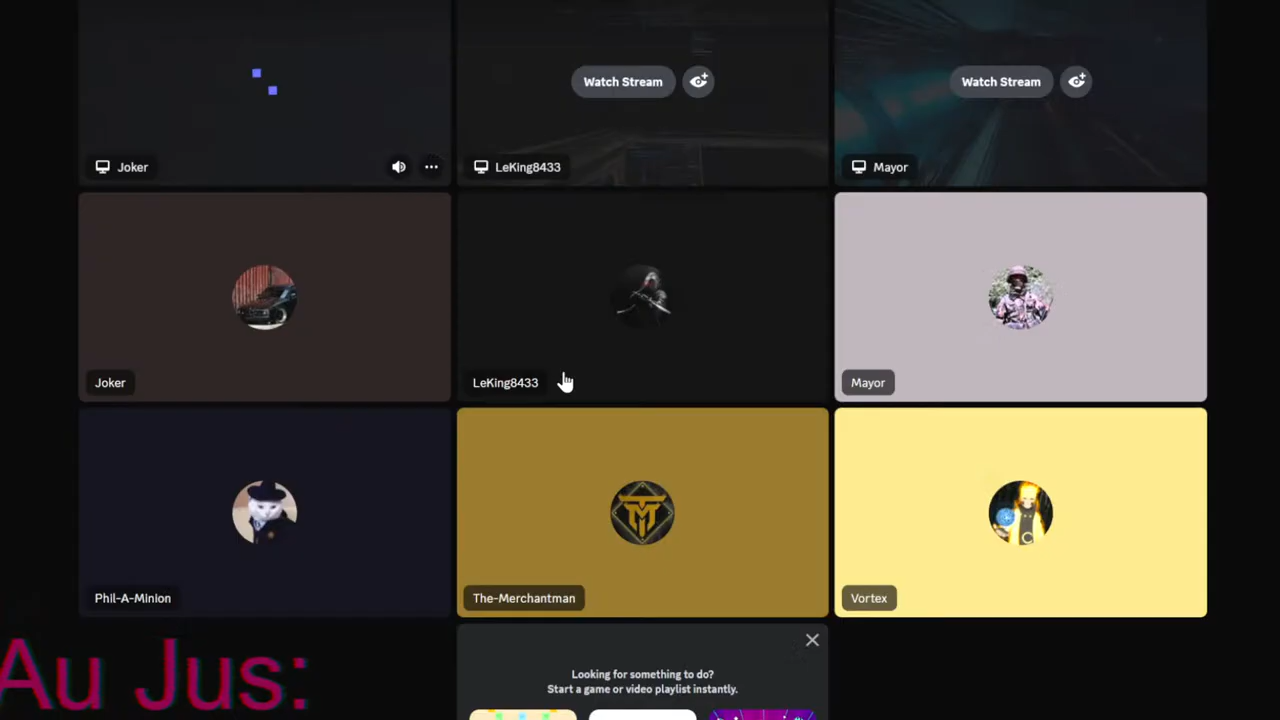 Watch Stream
Watch Stream
Joker
LeKing8433
Mayor
Joker
LeKing8433
Mayor
Phil-A-Minion
The-Merchantman
Vortex
Au Jus:
Looking for something to do?
Start a game or video playlist instantly.